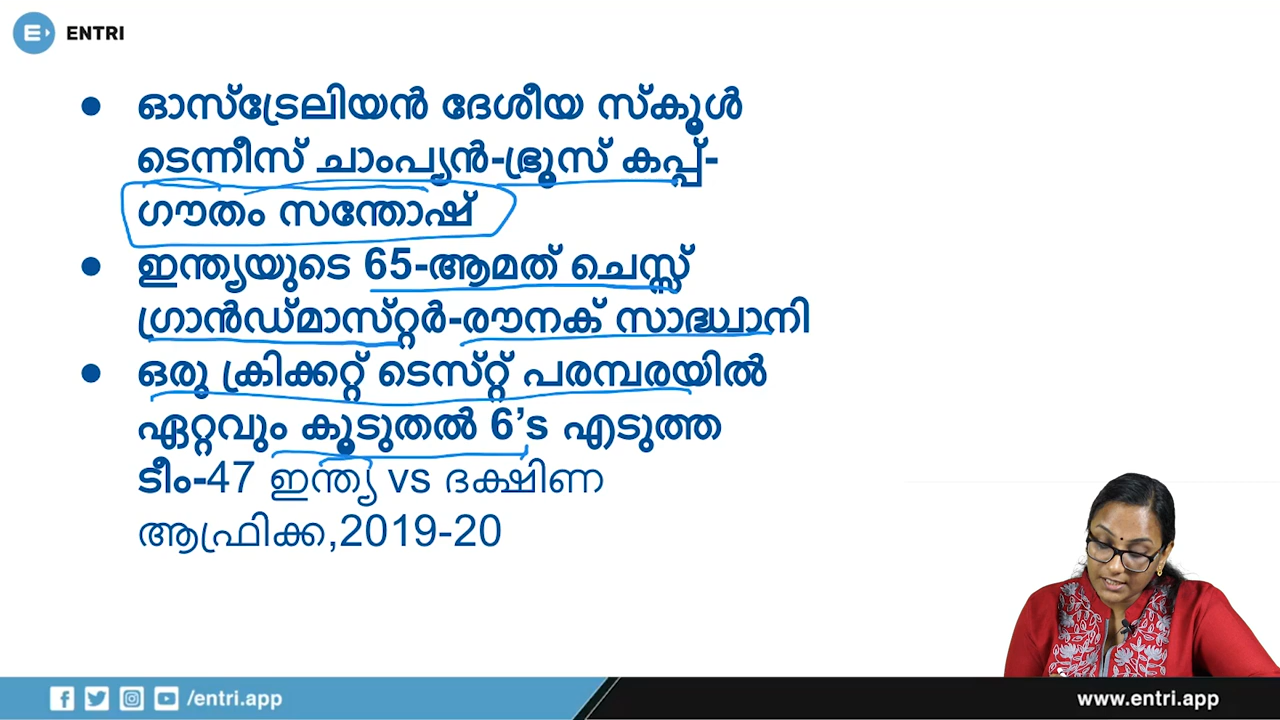 ENTRI
ഓസ്ട്രേലിയൻ ദേശീയ സ്കൂൾ
ടെന്നീസ് ചാംപ്യൻ-ബ്രൂസ് കപ്പ്-
ഗൗതം സന്തോഷ്
ഇന്ത്യയുടെ 65-ആമത് ചെസ്സ്
ഗ്രാൻഡ്മാസ്റ്റർ-രൗനക് സാദ്ധ്വാനി
ഒരു ക്രിക്കറ്റ് ടെസ്റ്റ് പരമ്പരയിൽ
ഏറ്റവും കൂടുതൽ 6’s എടുത്ത
ടീം-47 ഇന്ത്യ vs ദക്ഷിണ
ആഫ്രിക്ക,2019-20
/entri.app
www.entri.app